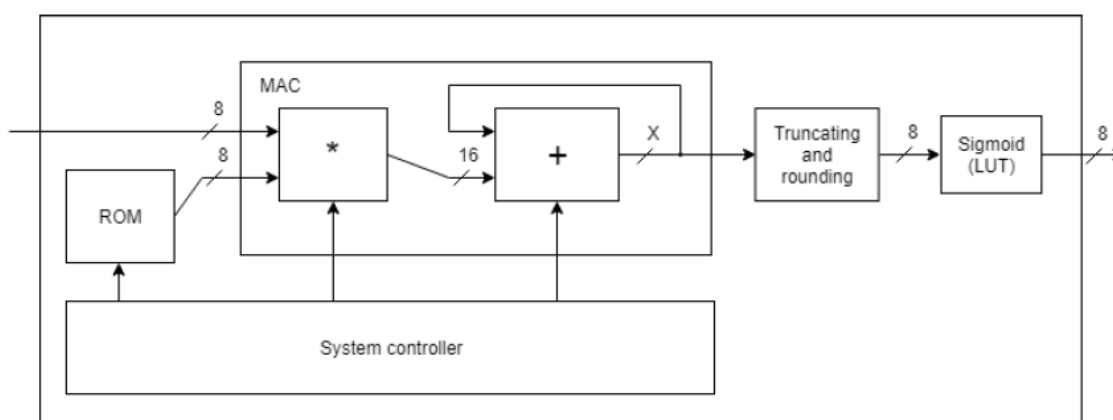 MAC
8
*
8
16
+
X
Truncating
and
rounding
8
Sigmoid
(LUT)
8
ROM
System controller